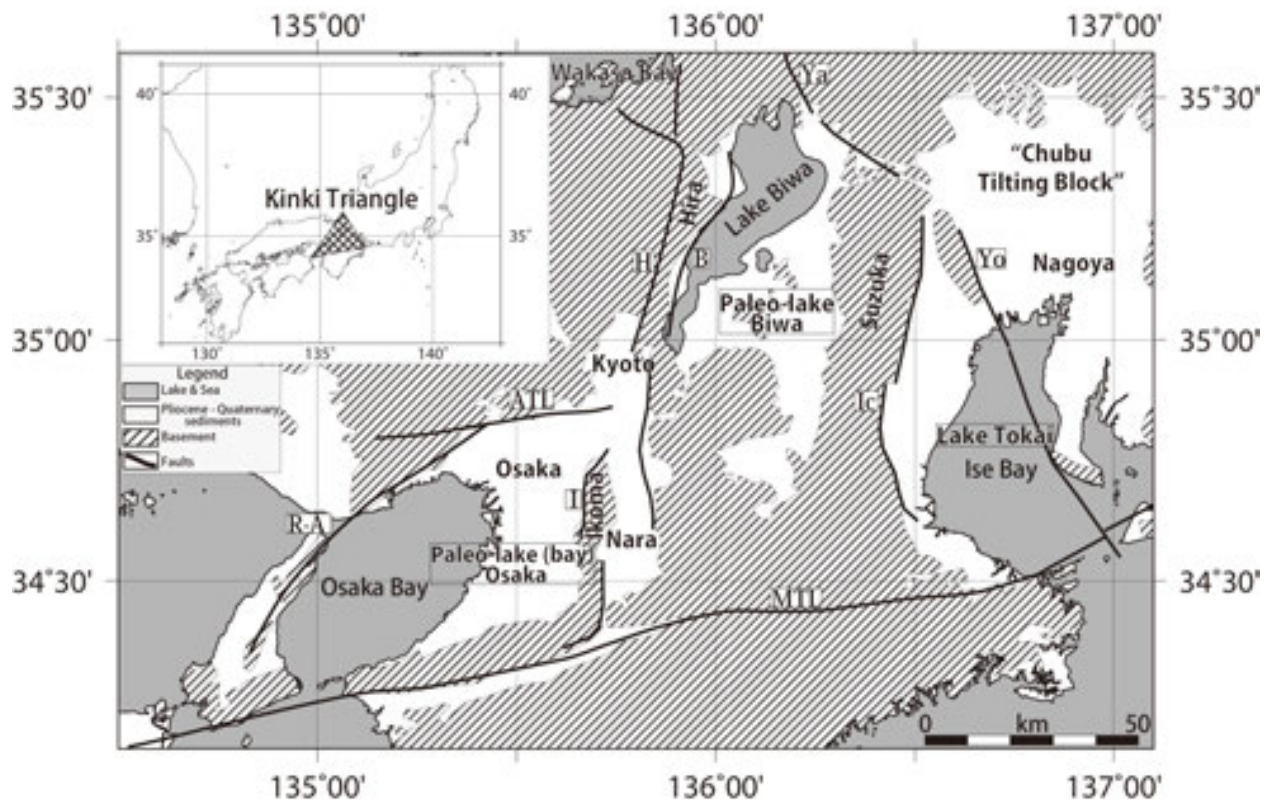 135°00'
136°00'
137°00'
35°30'
35°00'
34°30'
35°30'
35°00'
34°30'
135°00'
136°00'
137°00'
40°
40°
35°
35°
130°
135°
140°
Kinki Triangle
Legend
Lake & Sea
Pliocene - Quaternary
sediments
Basement
Faults
Wakasa Bay
Ya
"Chubu
Tilting Block"
Hira
Lake Biwa
H
B
Yo
Nagoya
Suzuka
Paleo-lake
Biwa
Kyoto
ATL
Ic
Lake Tokai
Ise Bay
Osaka
I
Ikoma
Nara
R-A
Paleo-lake (bay)
Osaka
Osaka Bay
MTL
0
km
50